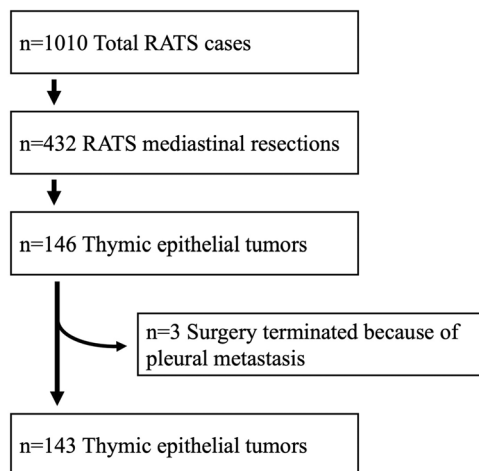 n=1010 Total RATS cases
n=432 RATS mediastinal resections
n=146 Thymic epithelial tumors
n=3 Surgery terminated because of
pleural metastasis
n=143 Thymic epithelial tumors